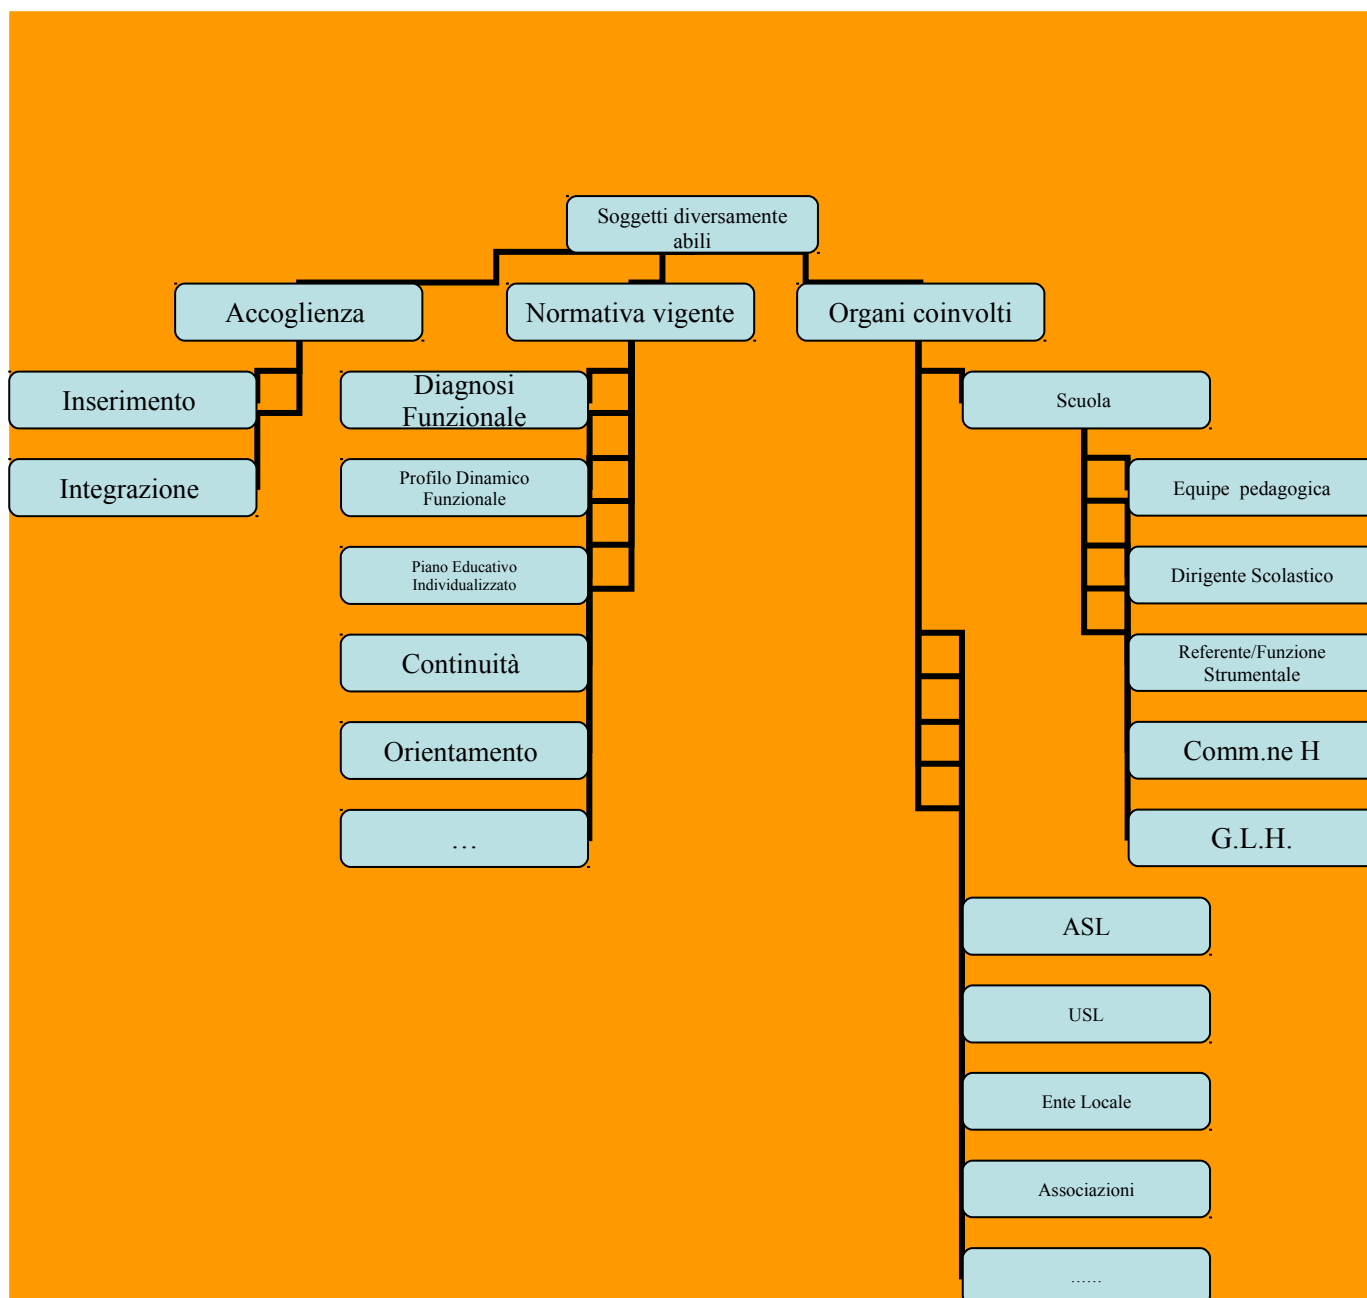 Soggetti diversamente
abili
Accoglienza
Normativa vigente
Organi coinvolti
Inserimento
Integrazione
Diagnosi
Funzionale
Profilo Dinamico
Funzionale
Piano Educativo
Individualizzato
Continuità
Orientamento
…
Scuola
Equipe  pedagogica
Dirigente Scolastico
Referente/Funzione
Strumentale
Comm.ne H
G.L.H.
ASL
USL
Ente Locale
Associazioni
……